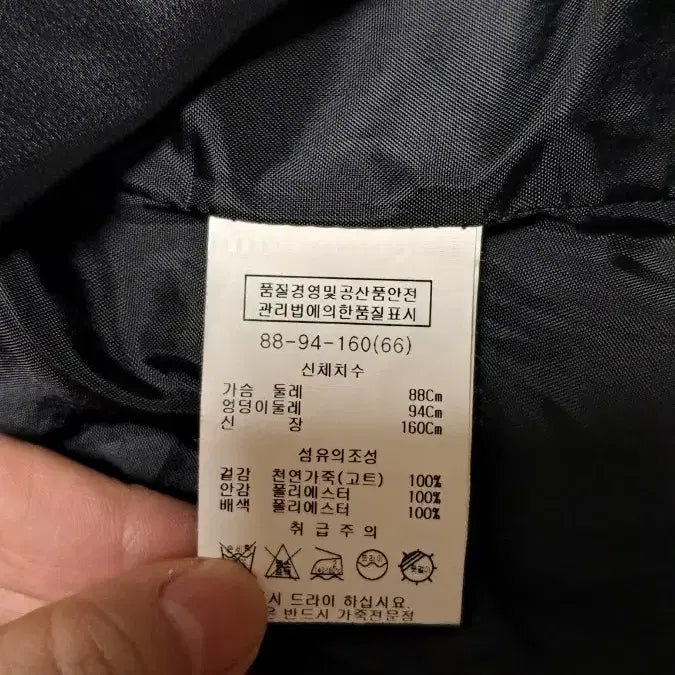 품질경영및공산품안전
관리법에의한품질표시
88-94-160(66)
신체치수
가슴 둘레 88Cm
엉덩이둘레 94Cm
신 장 160Cm
섬유의조성
겉감 천연가죽(고트) 100%
안감 폴리에스터 100%
배색 폴리에스터 100%
취급주의
드라이 하십시요.
반드시 가죽전문점